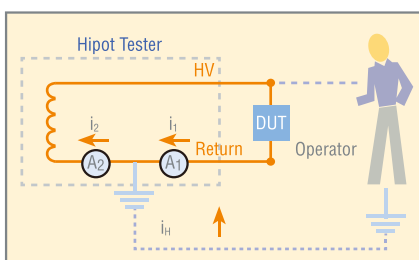 Hipot Tester
HV
i₂
i₁
DUT
A₂
A₁
Return
Operator
iH